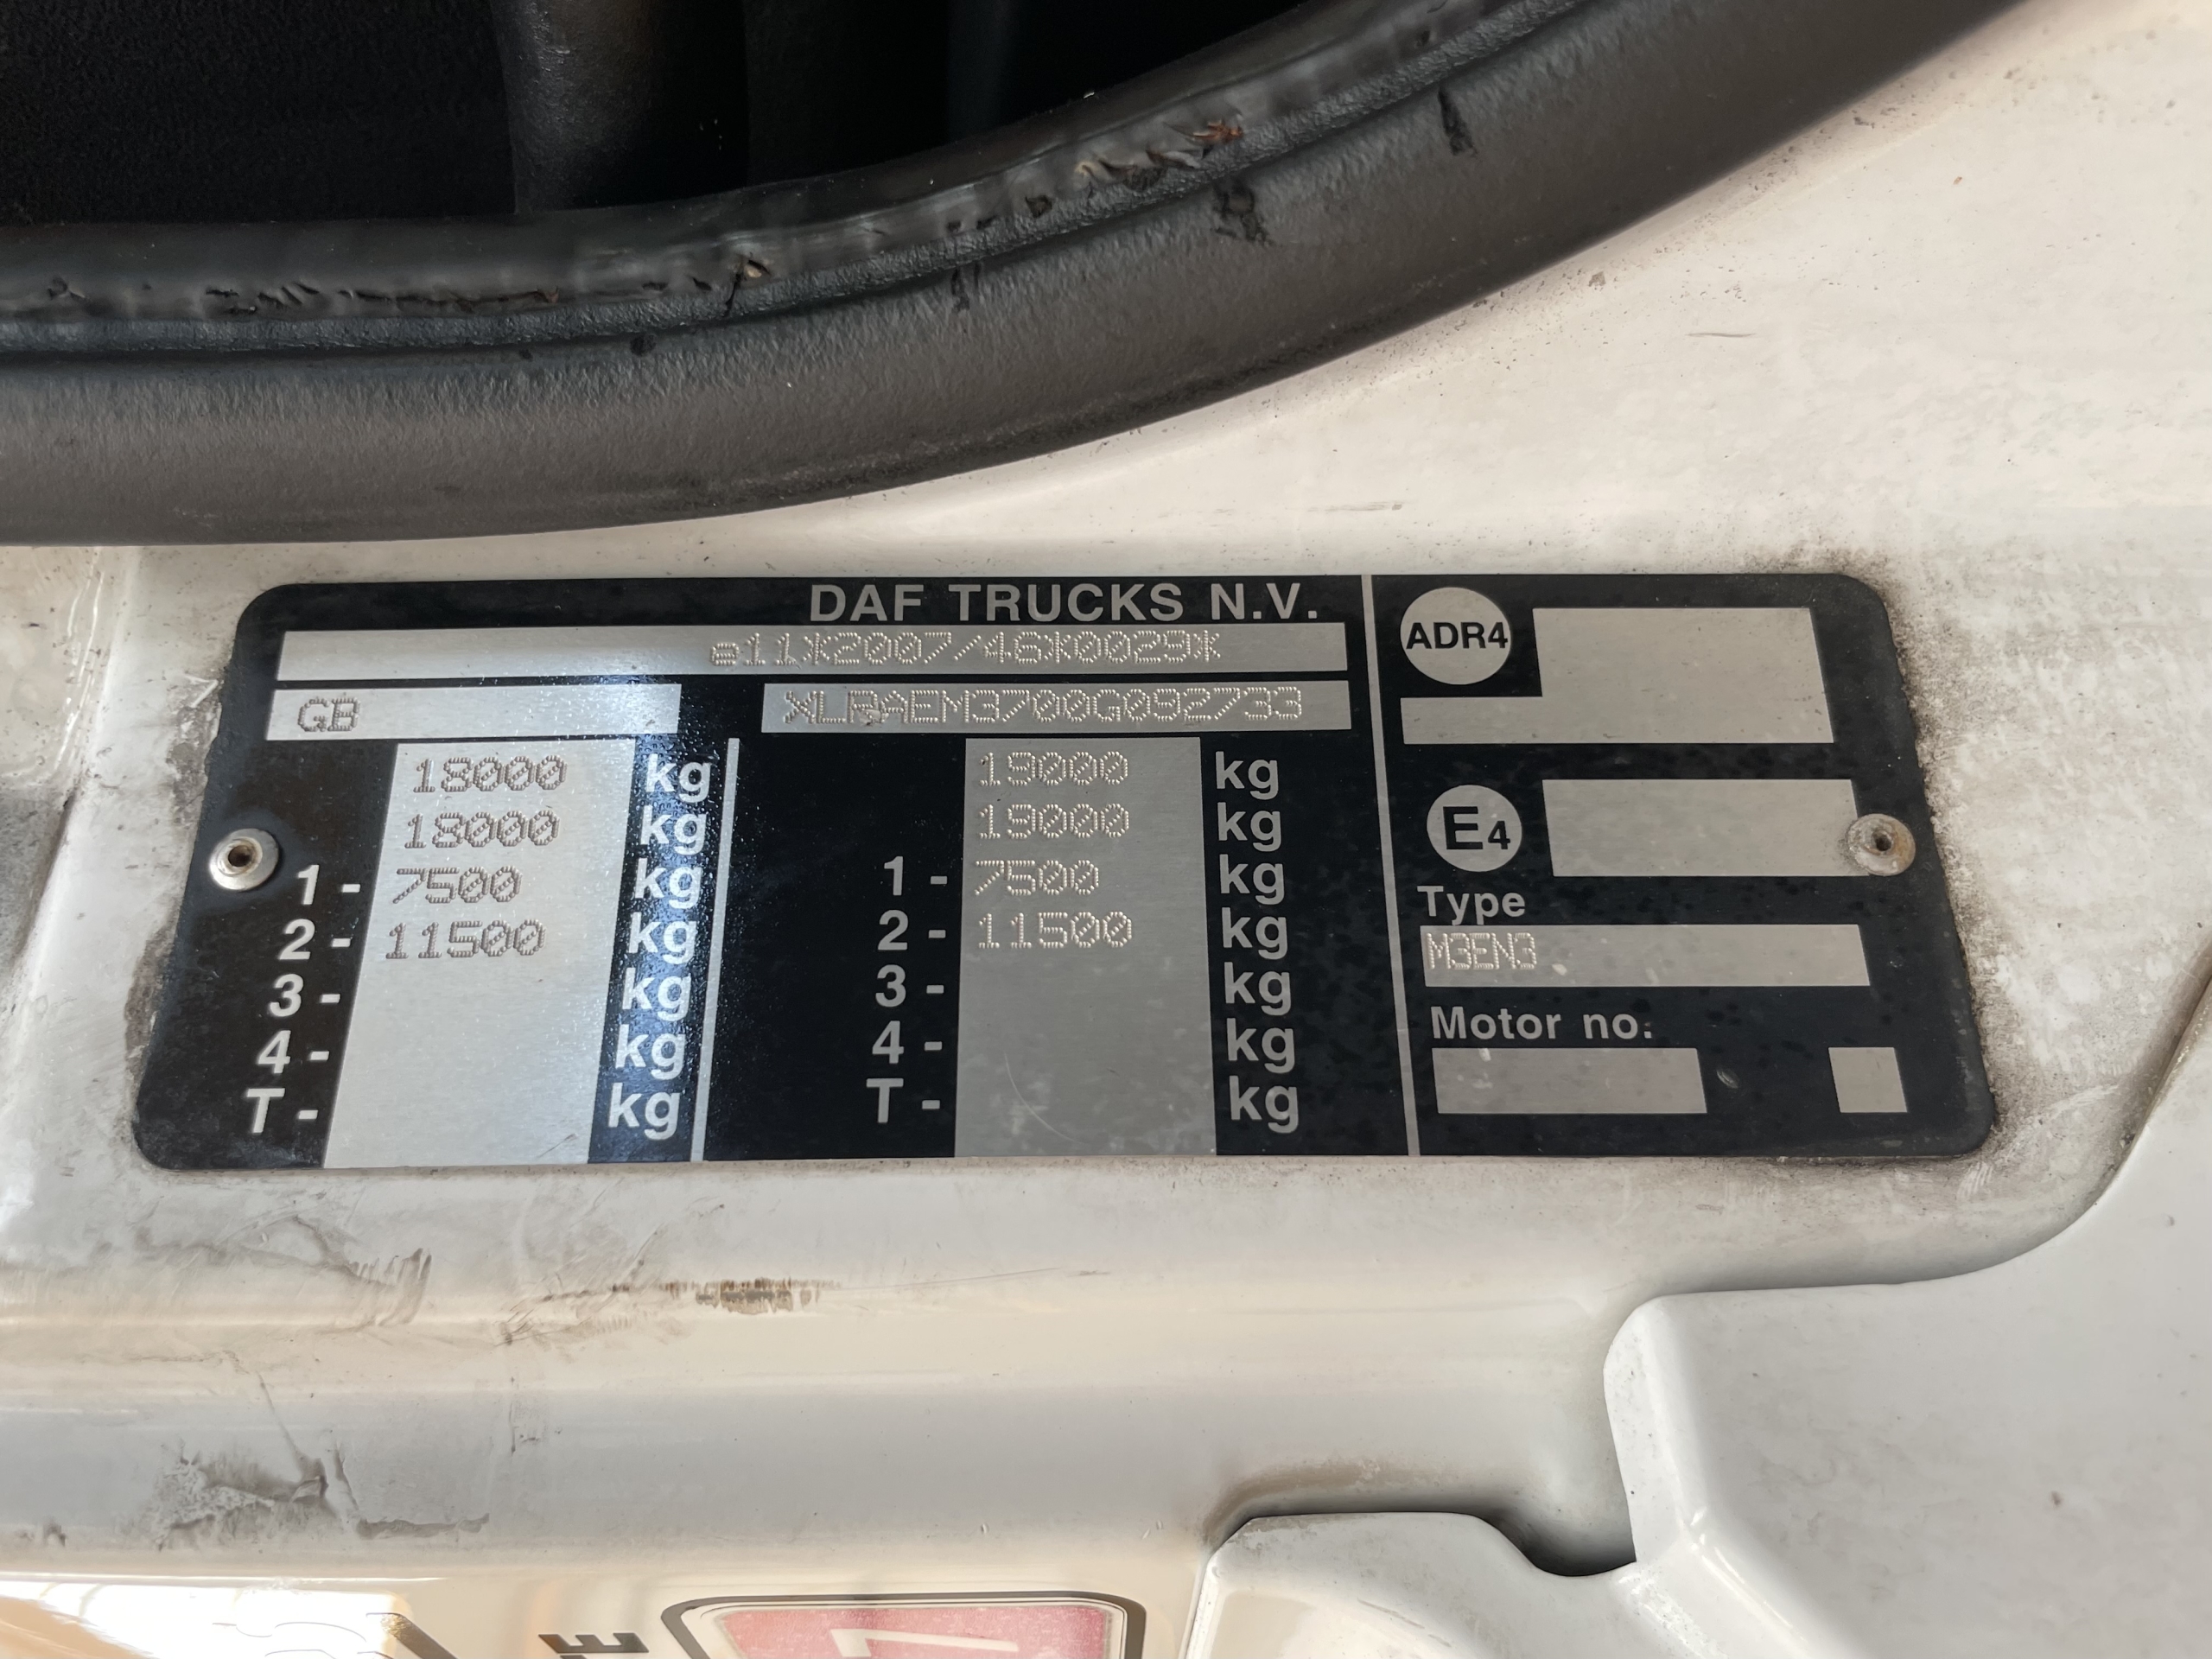 DAF TRUCKS N.V.
e11*2007/46*0029*
GB XLRAEM3700G092733
18000 kg 19000 kg
18000 kg 19000 kg
1 - 7500 kg 1 - 7500 kg
2 - 11500 kg 2 - 11500 kg
3 - kg 3 - kg
4 - kg 4 - kg
T - kg T - kg
ADR4
E4
Type
M3EN3
Motor no.